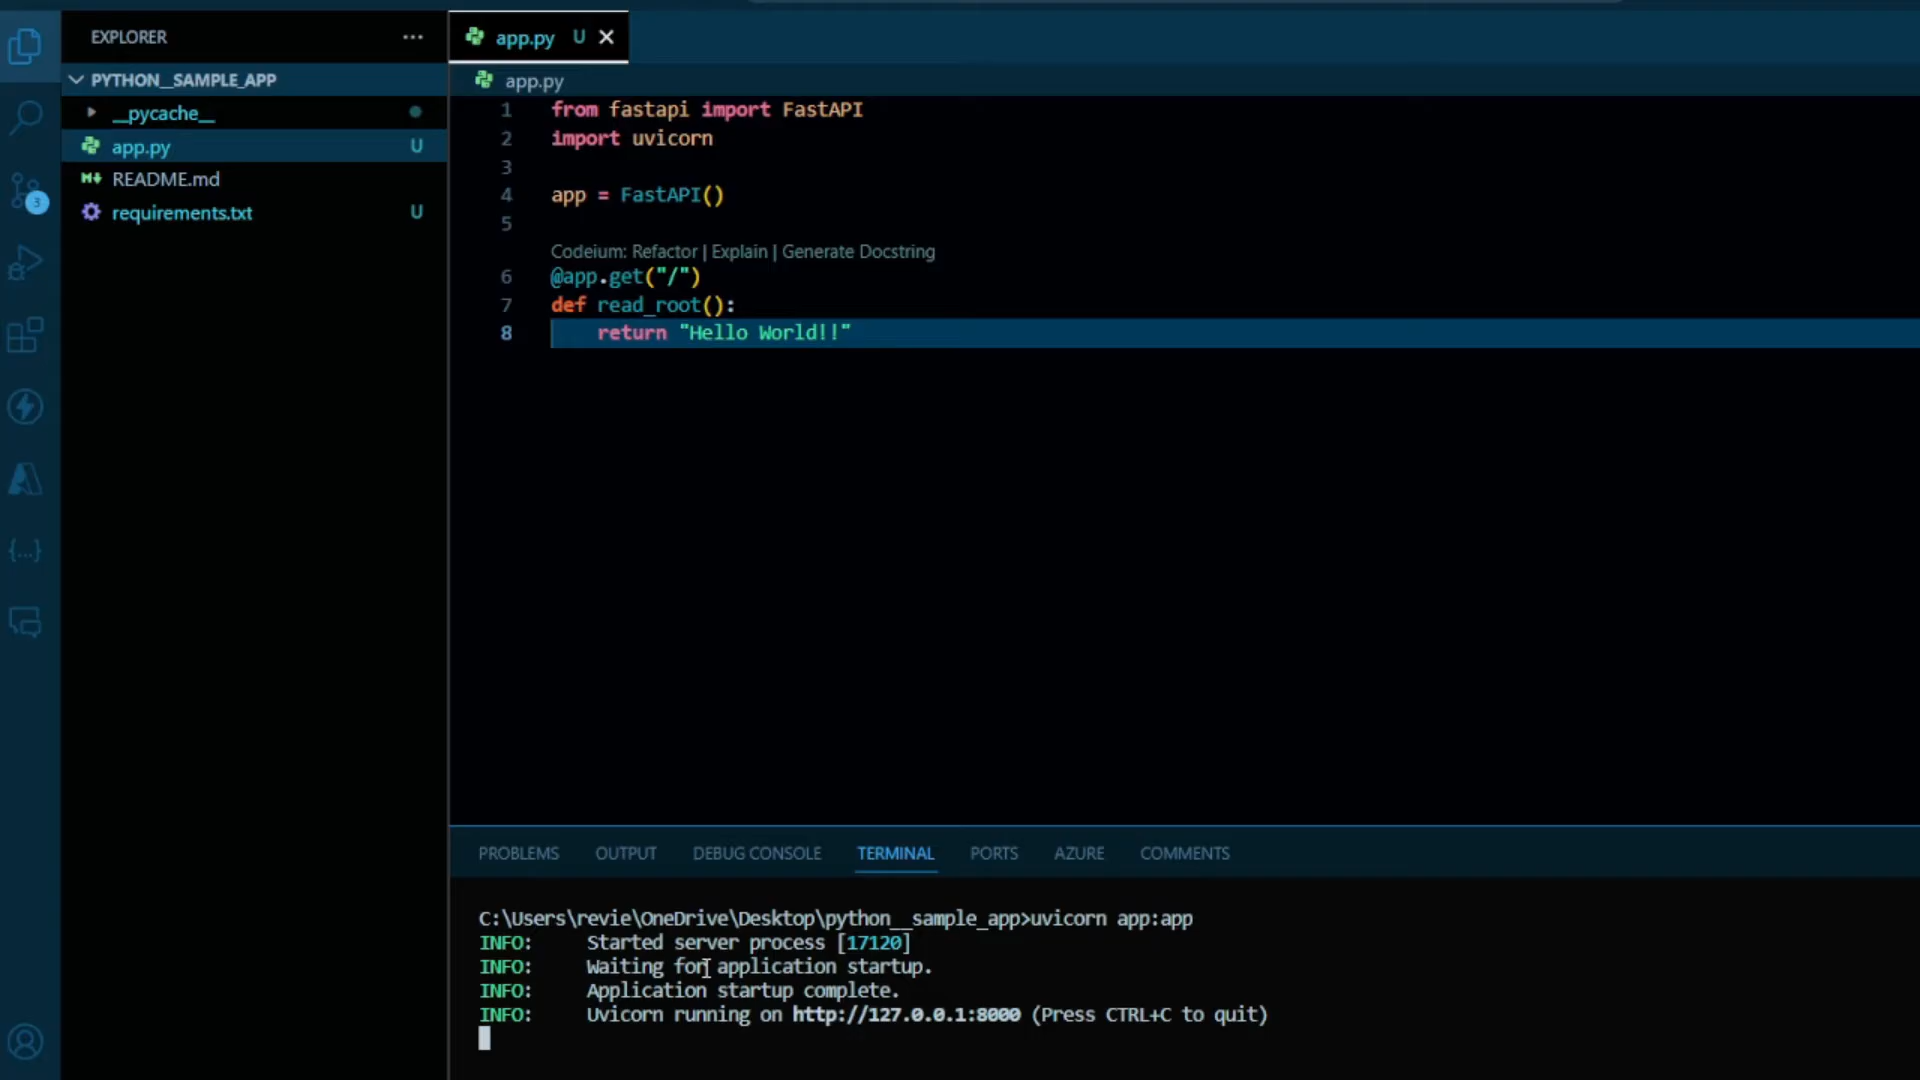 EXPLORER
PYTHON__SAMPLE_APP
__pycache__
app.py U
README.md
requirements.txt U
3
app.py U
app.py
1 from fastapi import FastAPI
2 import uvicorn
3
4 app = FastAPI()
5
Codeium: Refactor | Explain | Generate Docstring
6 @app.get("/")
7 def read_root():
8 return "Hello World!!"
PROBLEMS OUTPUT DEBUG CONSOLE TERMINAL PORTS AZURE COMMENTS
C:\Users\revie\OneDrive\Desktop\python__sample_app>uvicorn app:app
INFO: Started server process [17120]
INFO: Waiting for application startup.
INFO: Application startup complete.
INFO: Uvicorn running on http://127.0.0.1:8000 (Press CTRL+C to quit)